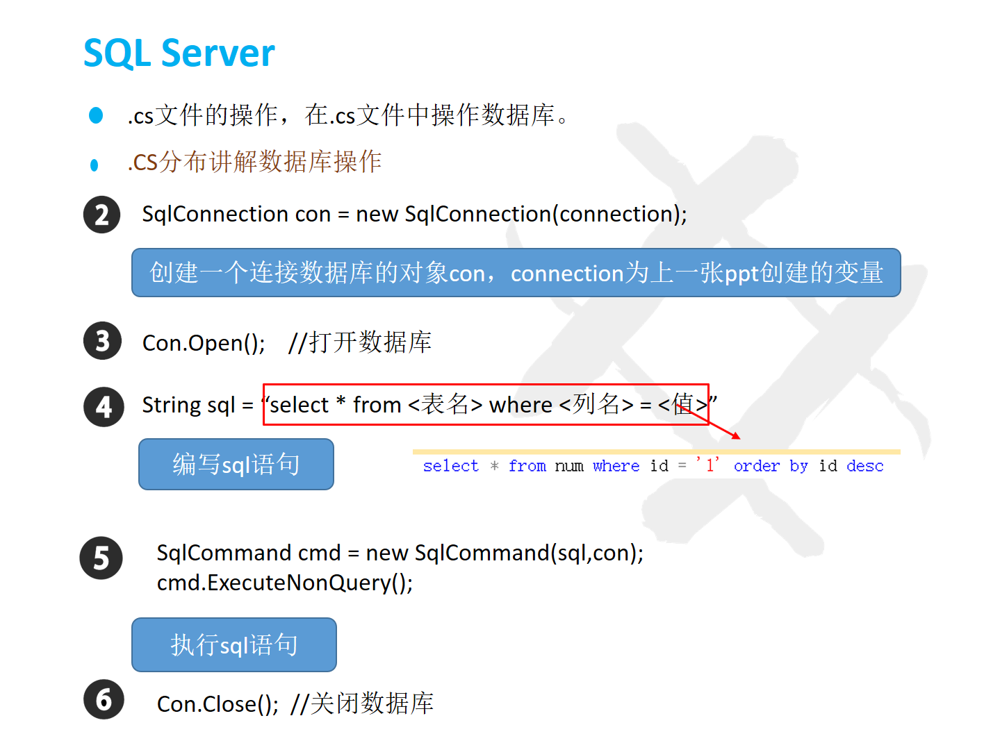 SQL Server
.cs文件的操作，在.cs文件中操作数据库。
.CS分布讲解数据库操作
2 SqlConnection con = new SqlConnection(connection);
创建一个连接数据库的对象con，connection为上一张ppt创建的变量
3 Con.Open(); //打开数据库
4 String sql = “select * from <表名> where <列名> = <值>”
编写sql语句
select * from num where id = '1' order by id desc
5 SqlCommand cmd = new SqlCommand(sql,con);
cmd.ExecuteNonQuery();
执行sql语句
6 Con.Close(); //关闭数据库